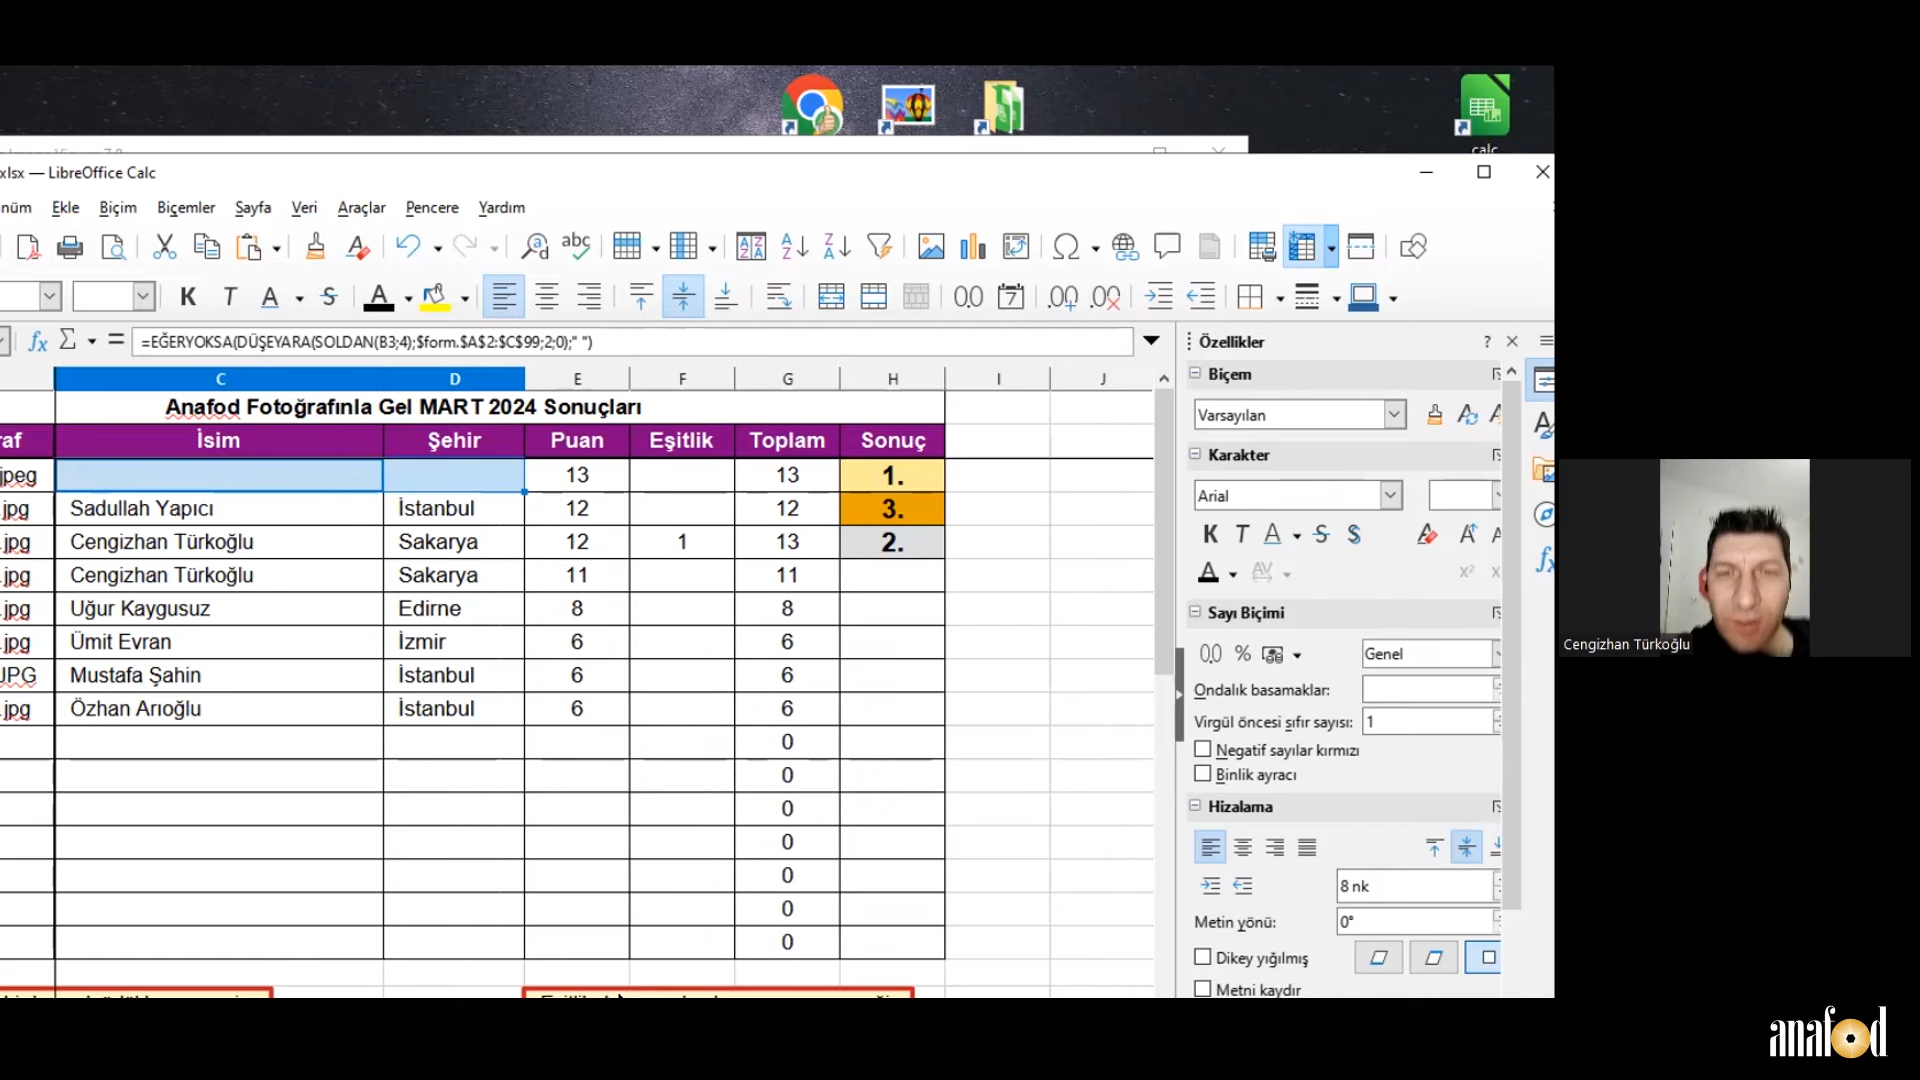 calc
xlsx — LibreOffice Calc
nüm Ekle Biçim Biçemler Sayfa Veri Araçlar Pencere Yardım
K T A S A
=EĞERYOKSA(DÜŞEYARA(SOLDAN(B3;4);$form.$A$2:$C$99;2;0);" ")
C D E F G H I J
Anafod Fotoğrafınla Gel MART 2024 Sonuçları
raf İsim Şehir Puan Eşitlik Toplam Sonuç
jpeg 13 13 1.
.jpg Sadullah Yapıcı İstanbul 12 12 3.
.jpg Cengizhan Türkoğlu Sakarya 12 1 13 2.
.jpg Cengizhan Türkoğlu Sakarya 11 11
.jpg Uğur Kaygusuz Edirne 8 8
.jpg Ümit Evran İzmir 6 6
JPG Mustafa Şahin İstanbul 6 6
.jpg Özhan Arıoğlu İstanbul 6 6
0
0
0
0
0
0
0
Özellikler
Biçem
Varsayılan
Karakter
Arial
K T A S S
Sayı Biçimi
Genel
Ondalık basamaklar:
Virgül öncesi sıfır sayısı: 1
Negatif sayılar kırmızı
Binlik ayracı
Hizalama
8 nk
Metin yönü: 0°
Dikey yığılmış
Metni kaydır
Cengizhan Türkoğlu
anafod